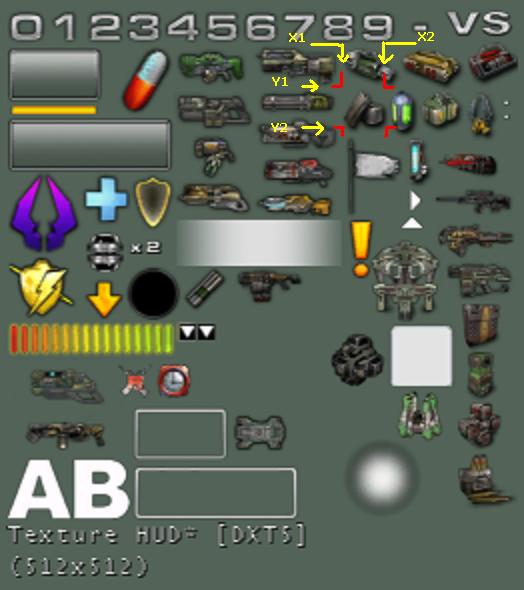 0123456789 - VS
X1 X2
Y1
:
Y2
x2
AB
Texture HUD* [DXT5]
(512x512)